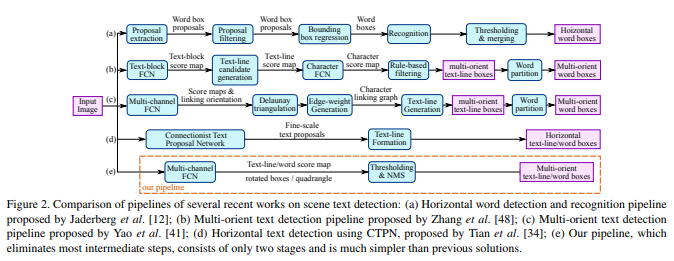 (a) Proposal extraction Word box proposals Proposal filtering Word box proposals Bounding box regression Word boxes Recognition Thresholding & merging Hoizontal word boxes
(b) Text-block FCN Text-block score map Text-line candidate generation Text-line score map Character FCN Character score map Rule-based filtering multi-orient text-line boxes Word partition Multi-orient word boxes
Input Image
(c) Multi-channel FCN Score maps & linking orientation Delaunay triangulation Edge-weight Generation Character linking graph Text-line Generation multi-orient text-line boxes Word partition Multi-orient word boxes
(d) Connectionist Text Proposal Network Fine-scale text proposals Text-line Formation Horizontal text-line/word boxes
(e) Multi-channel FCN Text-line/word score map rotated boxes / quadrangle Thresholding & NMS Multi-orient text-line/word boxes
our pipeline
Figure 2. Comparison of pipelines of several recent works on scene text detection: (a) Horizontal word detection and recognition pipeline
proposed by Jaderberg et al. [12]; (b) Multi-orient text detection pipeline proposed by Zhang et al. [48]; (c) Multi-orient text detection
pipeline proposed by Yao et al. [41]; (d) Horizontal text detection using CTPN, proposed by Tian et al. [34]; (e) Our pipeline, which
eliminates most intermediate steps, consists of only two stages and is much simpler than previous solutions.